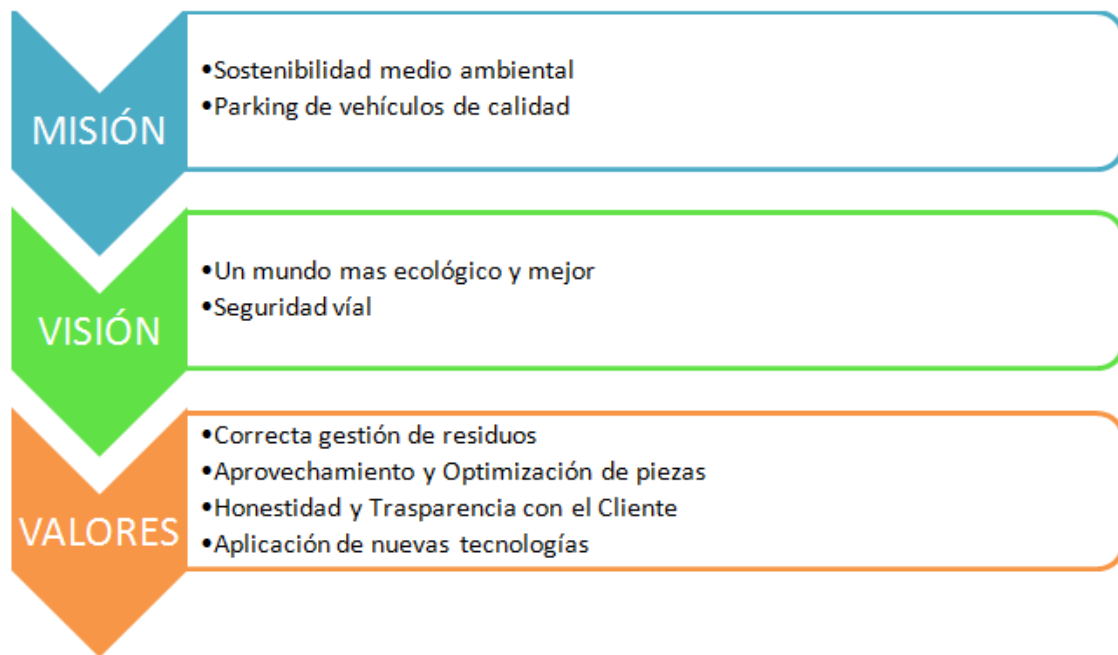 MISIÓN
•Sostenibilidad medio ambiental
•Parking de vehículos de calidad
VISIÓN
•Un mundo mas ecológico y mejor
•Seguridad víal
VALORES
•Correcta gestión de residuos
•Aprovechamiento y Optimización de piezas
•Honestidad y Trasparencia con el Cliente
•Aplicación de nuevas tecnologías